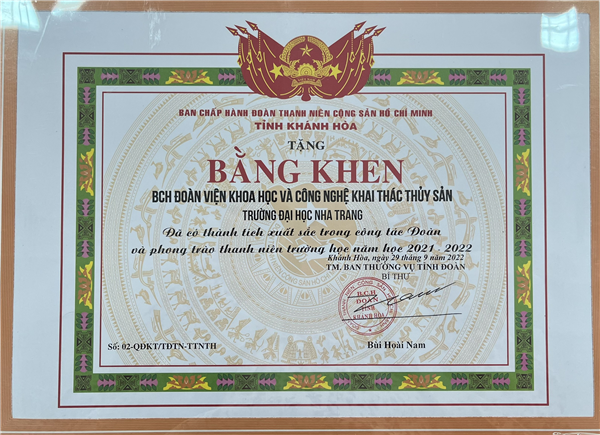 BAN CHẤP HÀNH ĐOÀN THANH NIÊN CỘNG SẢN HỒ CHÍ MINH
TỈNH KHÁNH HÒA
TẶNG
BẰNG KHEN
BCH ĐOÀN VIỆN KHOA HỌC VÀ CÔNG NGHỆ KHAI THÁC THỦY SẢN
TRƯỜNG ĐẠI HỌC NHA TRANG
Đã có thành tích xuất sắc trong công tác Đoàn
và phong trào thanh niên trường học năm học 2021 - 2022
Khánh Hòa, ngày 29 tháng 9 năm 2022
TM. BAN THƯỜNG VỤ TỈNH ĐOÀN
BÍ THƯ
B.C.H
ĐOÀN
TỈNH
KHÁNH HÒA
Số: 02-QĐKT/TĐTN-TTNTH
Bùi Hoài Nam